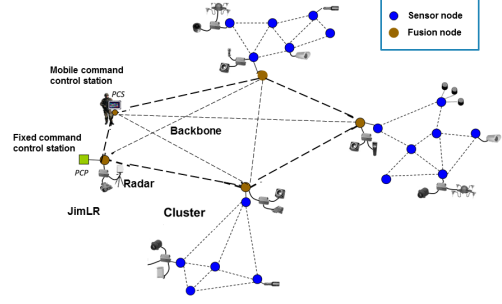 Sensor node
Fusion node
Mobile command
control station
PCS
Backbone
Fixed command
control station
PCP
Radar
JimLR
Cluster